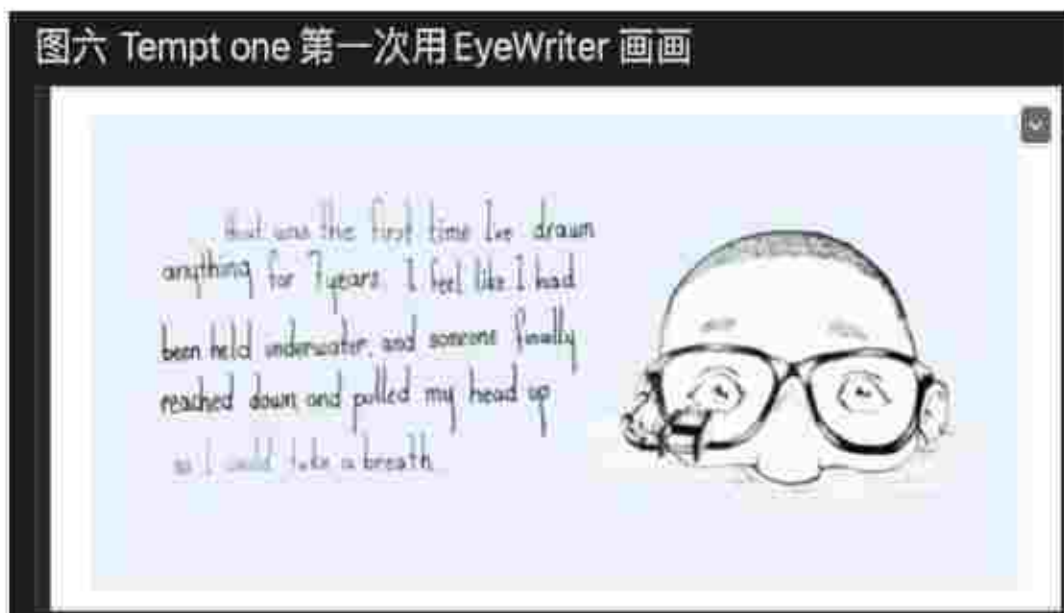 图六 Tempt one 第一次用 EyeWriter 画画
that was the first time I've drawn
anything for 7 years. I feel like I had
been held underwater, and someone finally
reached down and pulled my head up
so I could take a breath